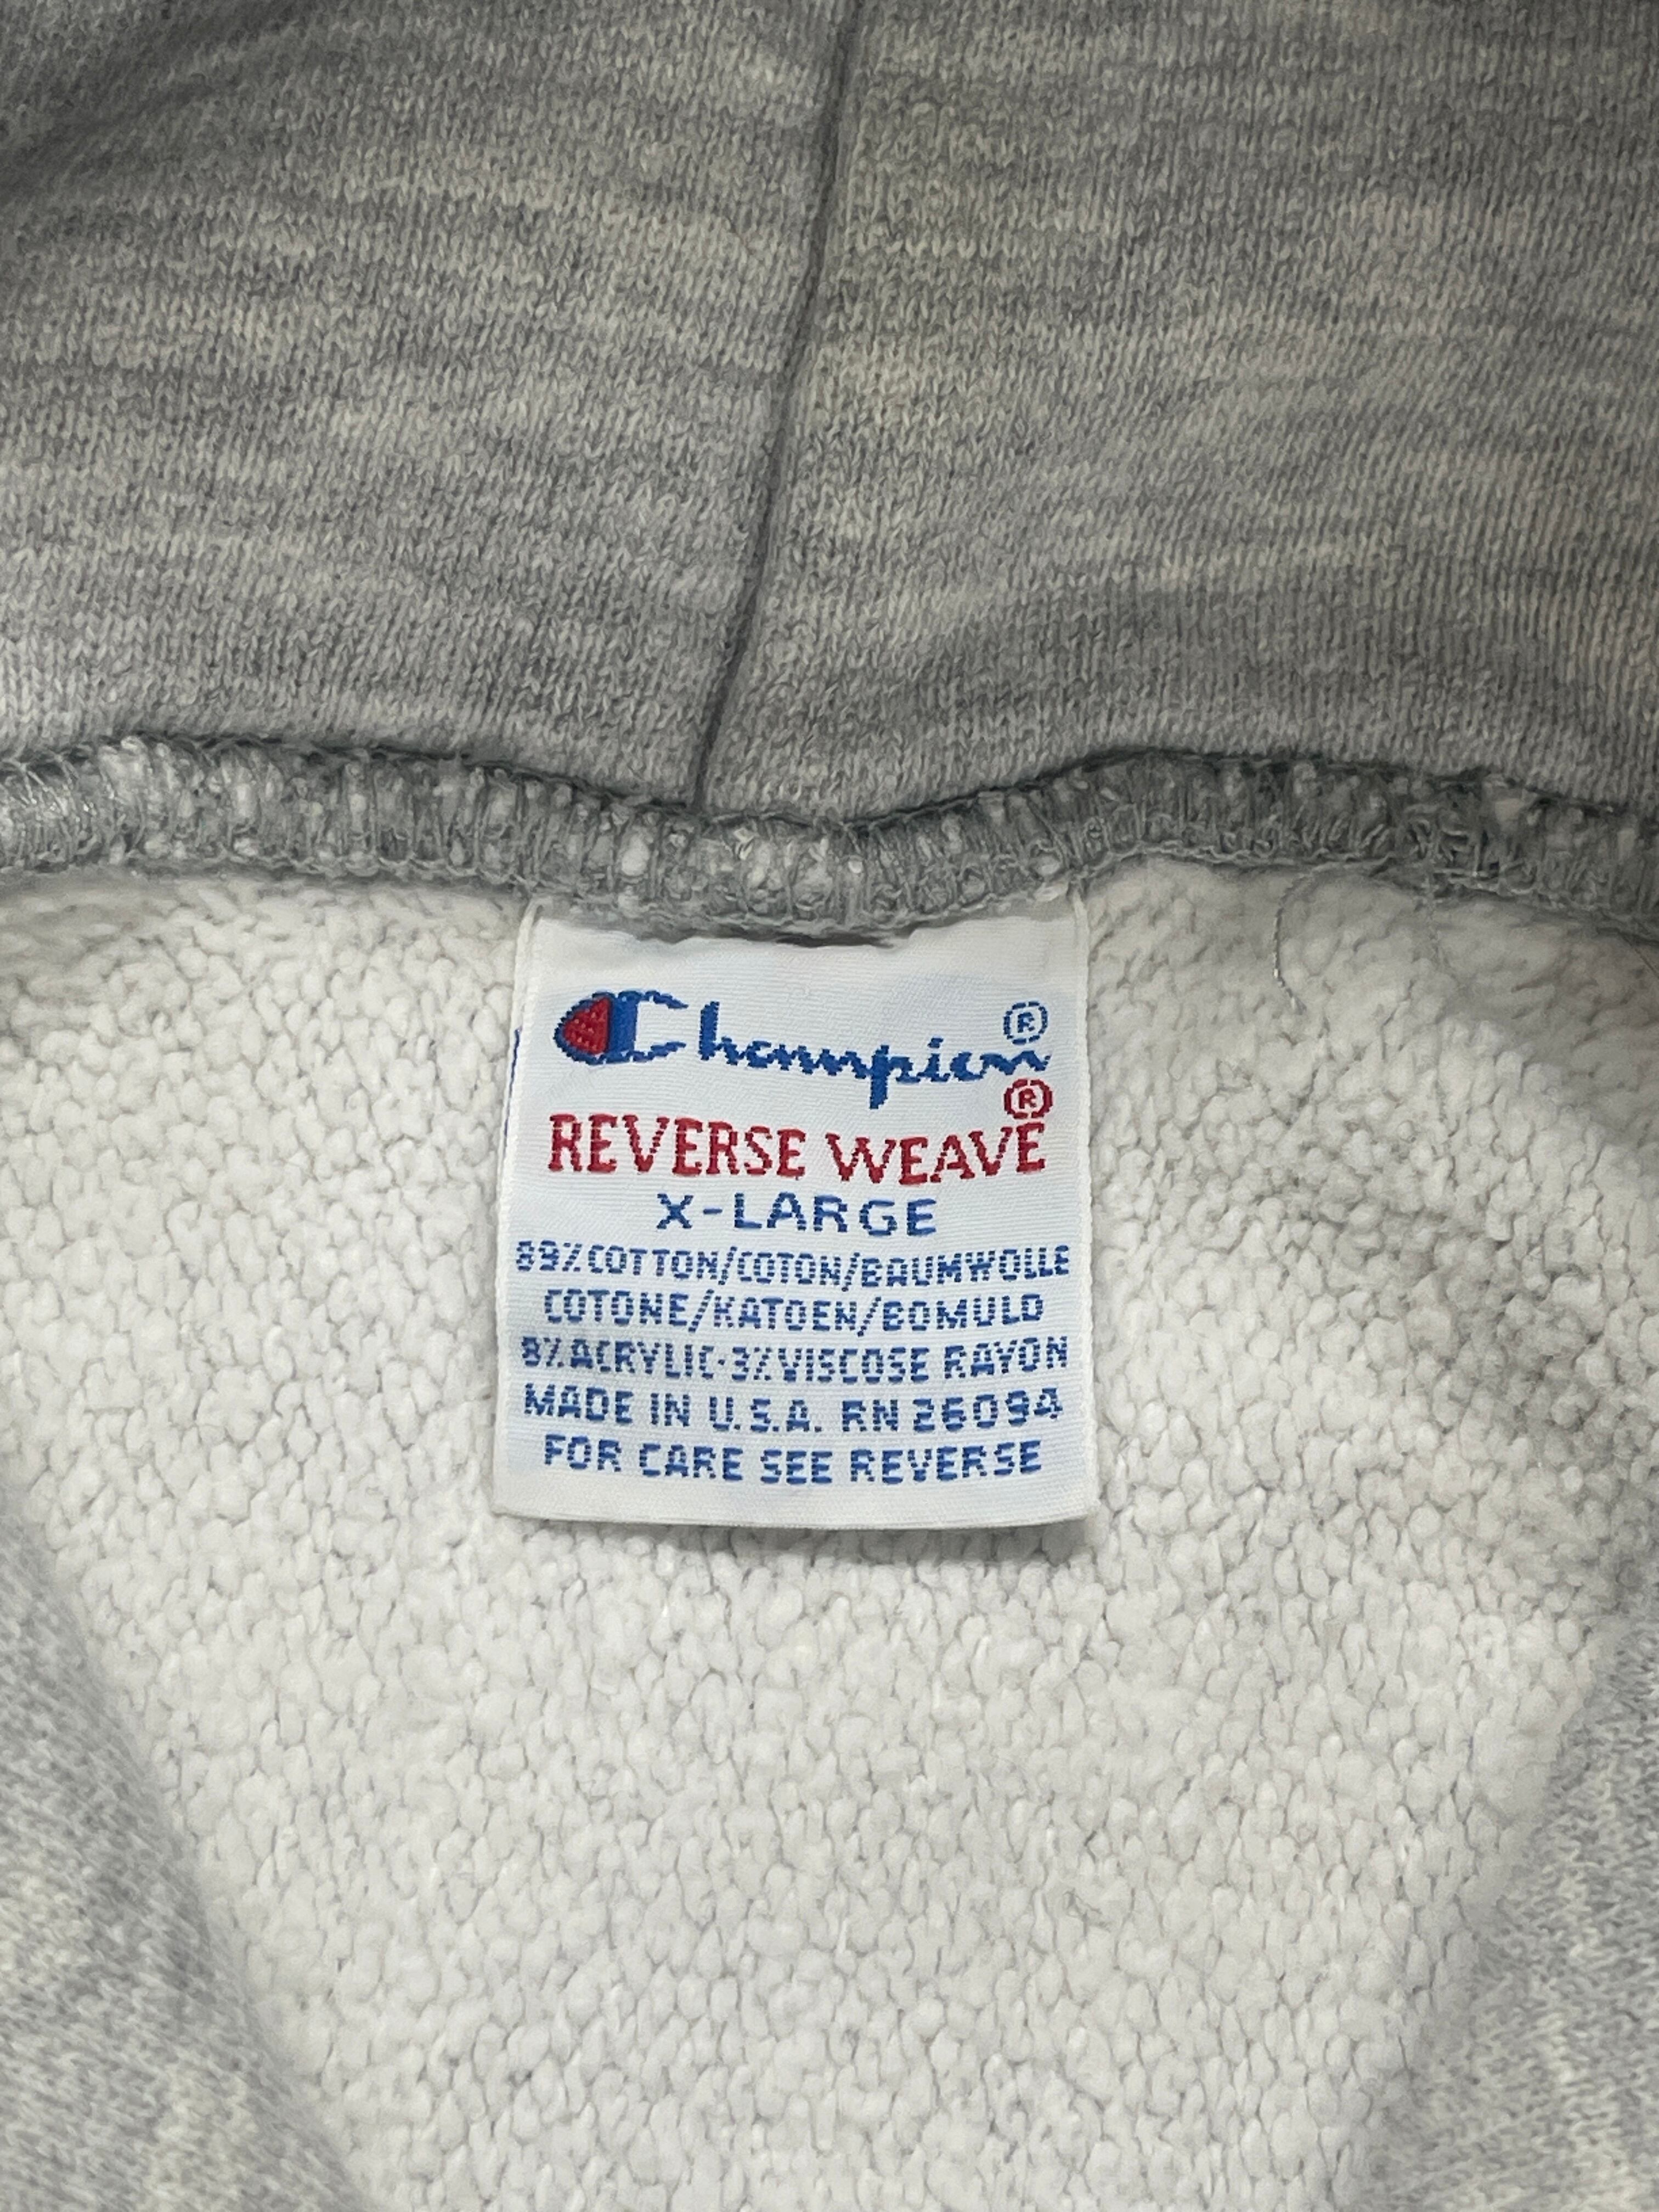 Champion®
REVERSE WEAVE®
X-LARGE
89% COTTON/COTON/BAUMWOLLE
COTONE/KATOEN/BOMULD
8% ACRYLIC·3% VISCOSE RAYON
MADE IN U.S.A. RN 26094
FOR CARE SEE REVERSE